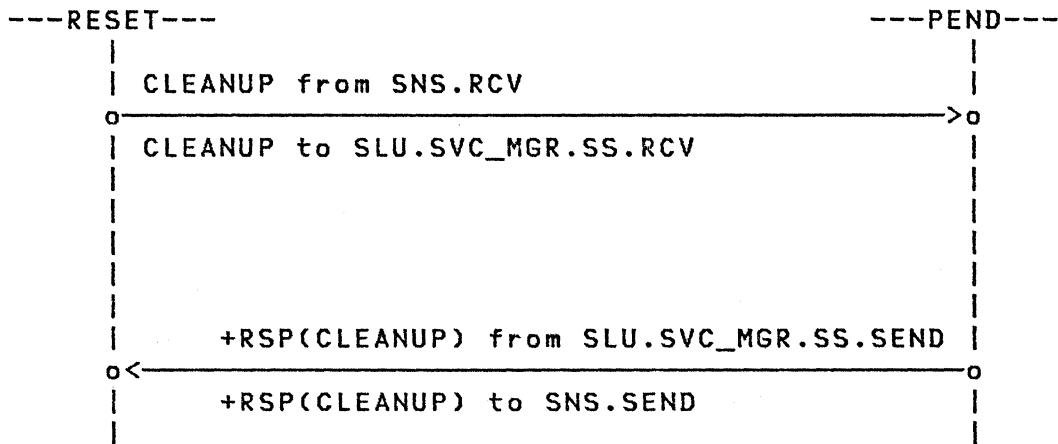 ---RESET--- ---PEND---
CLEANUP from SNS.RCV
CLEANUP to SLU.SVC_MGR.SS.RCV
+RSP(CLEANUP) from SLU.SVC_MGR.SS.SEND
+RSP(CLEANUP) to SNS.SEND